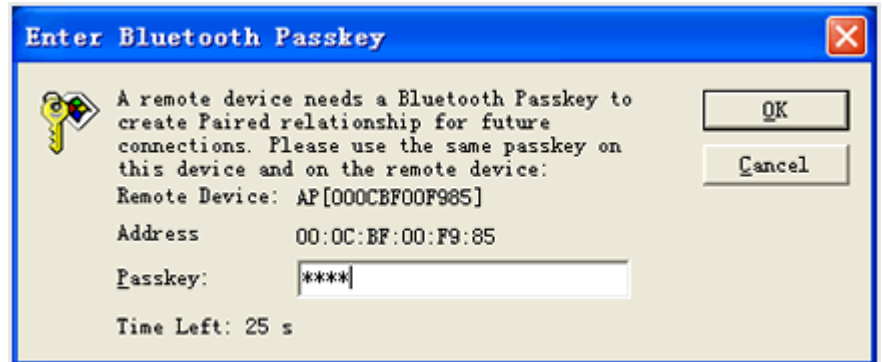 Enter Bluetooth Passkey
A remote device needs a Bluetooth Passkey to
create Paired relationship for future
connections. Please use the same passkey on
this device and on the remote device:
Remote Device: AP[000CBF00F985]
Address 00:0C:BF:00:F9:85
Passkey: ****
Time Left: 25 s
OK
Cancel